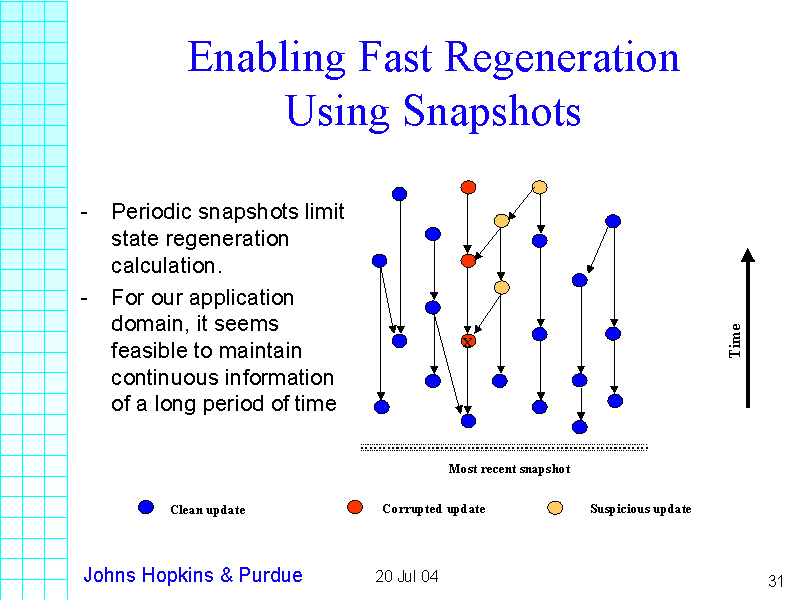 Enabling Fast Regeneration
Using Snapshots
- Periodic snapshots limit
state regeneration
calculation.
- For our application
domain, it seems
feasible to maintain
continuous information
of a long period of time
X
Time
Most recent snapshot
Clean update
Corrupted update
Suspicious update
Johns Hopkins & Purdue
20 Jul 04
31